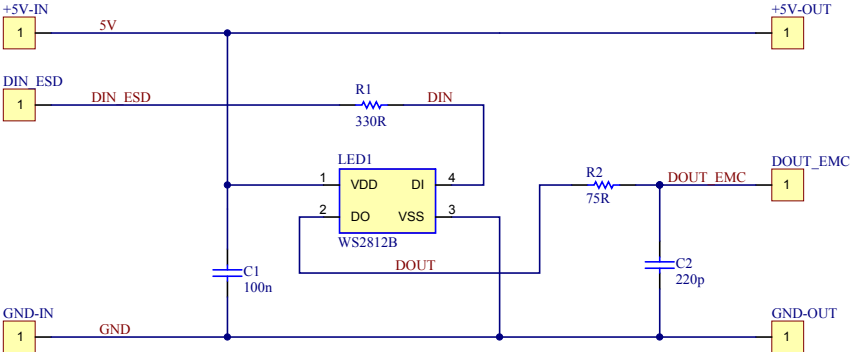 +5V-IN +5V-OUT
1 5V 1
DIN_ESD R1
1 DIN_ESD DIN
330R
LED1 DOUT_EMC
1 VDD DI 4 R2 DOUT_EMC 1
75R
2 DO VSS 3
WS2812B
DOUT
C1 C2
100n 220p
GND-IN GND-OUT
1 GND 1